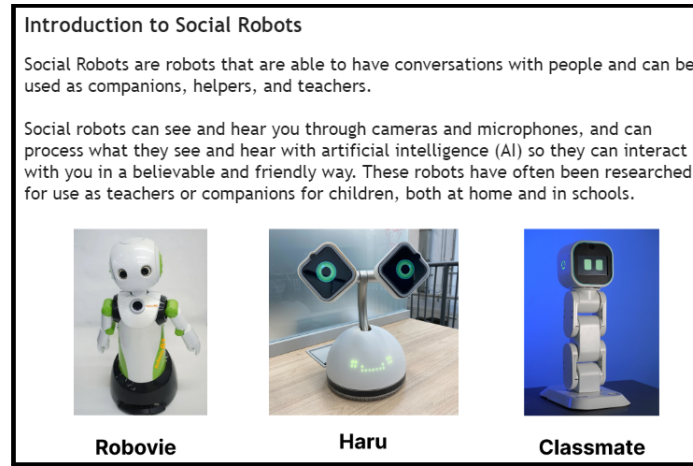 Introduction to Social Robots
Social Robots are robots that are able to have conversations with people and can be
used as companions, helpers, and teachers.
Social robots can see and hear you through cameras and microphones, and can
process what they see and hear with artificial intelligence (AI) so they can interact
with you in a believable and friendly way. These robots have often been researched
for use as teachers or companions for children, both at home and in schools.
Robovie
Haru
Classmate